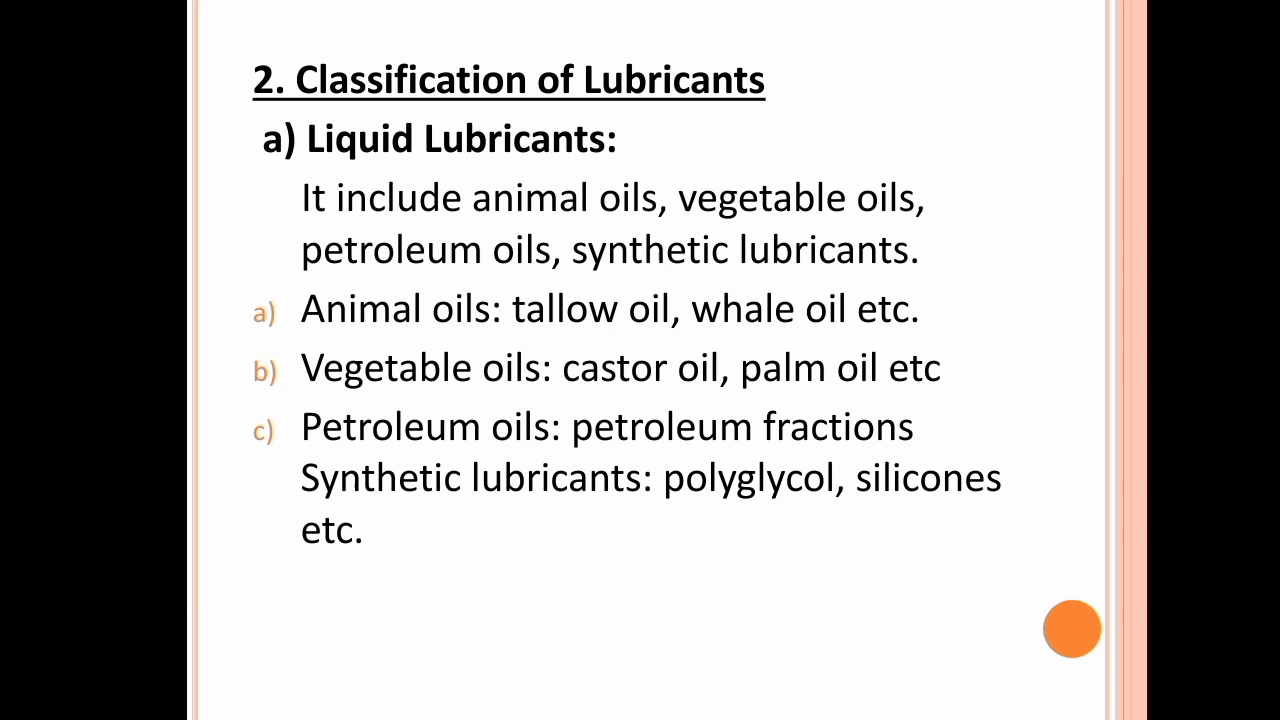 2. Classification of Lubricants
a) Liquid Lubricants:
It include animal oils, vegetable oils,
petroleum oils, synthetic lubricants.
a) Animal oils: tallow oil, whale oil etc.
b) Vegetable oils: castor oil, palm oil etc
c) Petroleum oils: petroleum fractions
Synthetic lubricants: polyglycol, silicones
etc.